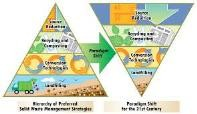 Source
Reduction
Recycling and
Composting
Conversion
Technologies
Landfilling
Hierarchy of Preferred
Solid Waste Management Strategies
Paradigm
Shift
Source
Reduction
Recycling and
Composting
Conversion
Technologies
Landfilling
Paradigm Shift
for the 21st Century